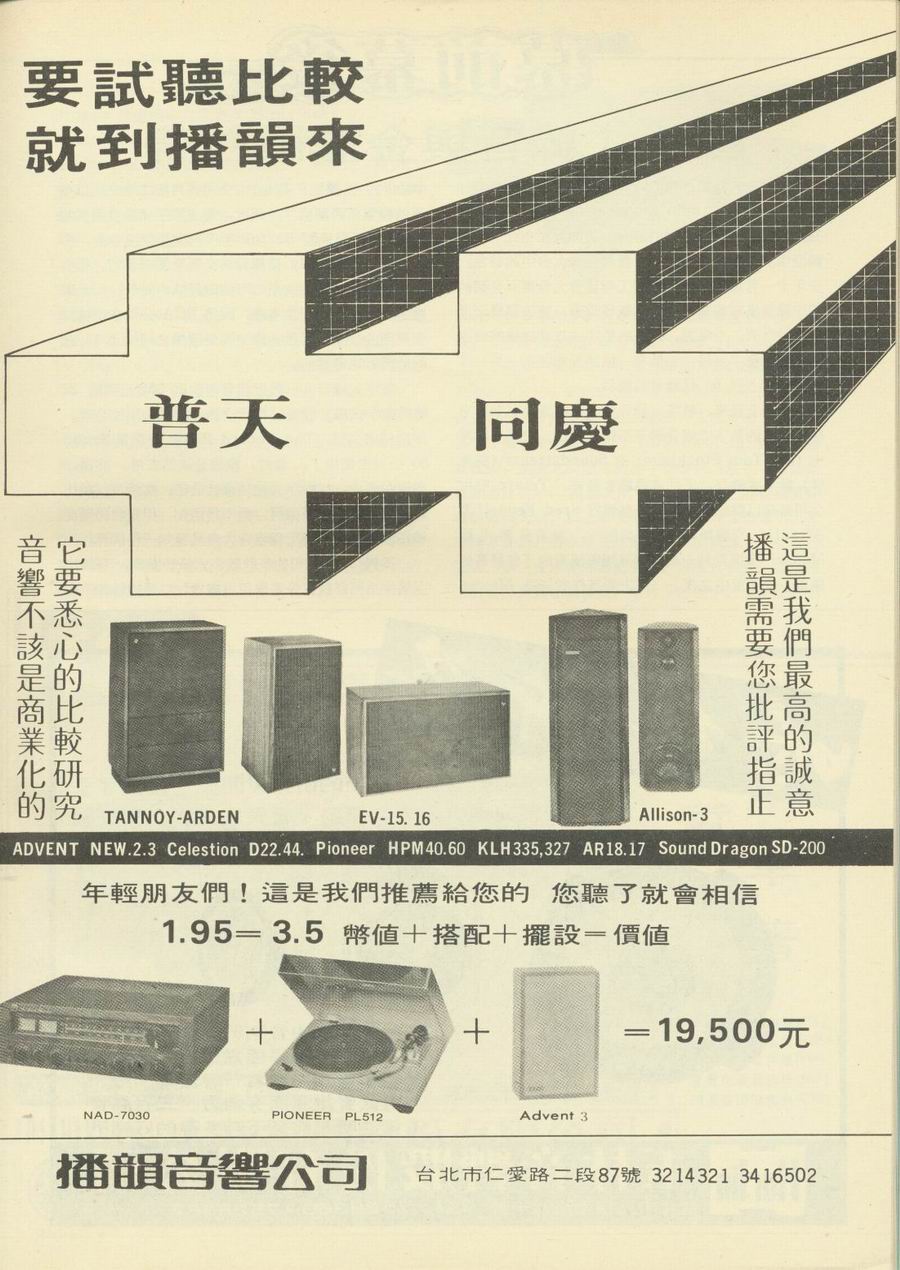 要試聽比較
就到播韻來
普天
同慶
這是我們最高的誠意
播韻需要您批評指正
它要悉心的比較研究
音響不該是商業化的
TANNOY-ARDEN
EV-15. 16
Allison-3
ADVENT NEW.2.3 Celestion D22.44. Pioneer HPM40.60 KLH335,327 AR18.17 Sound Dragon SD-200
年輕朋友們！這是我們推薦給您的 您聽了就會相信
1.95＝3.5 幣值＋搭配＋擺設＝價值
＋ ＋ ＝19,500元
NAD-7030
PIONEER PL512
Advent 3
播韻音響公司
台北市仁愛路二段87號 3214321 3416502